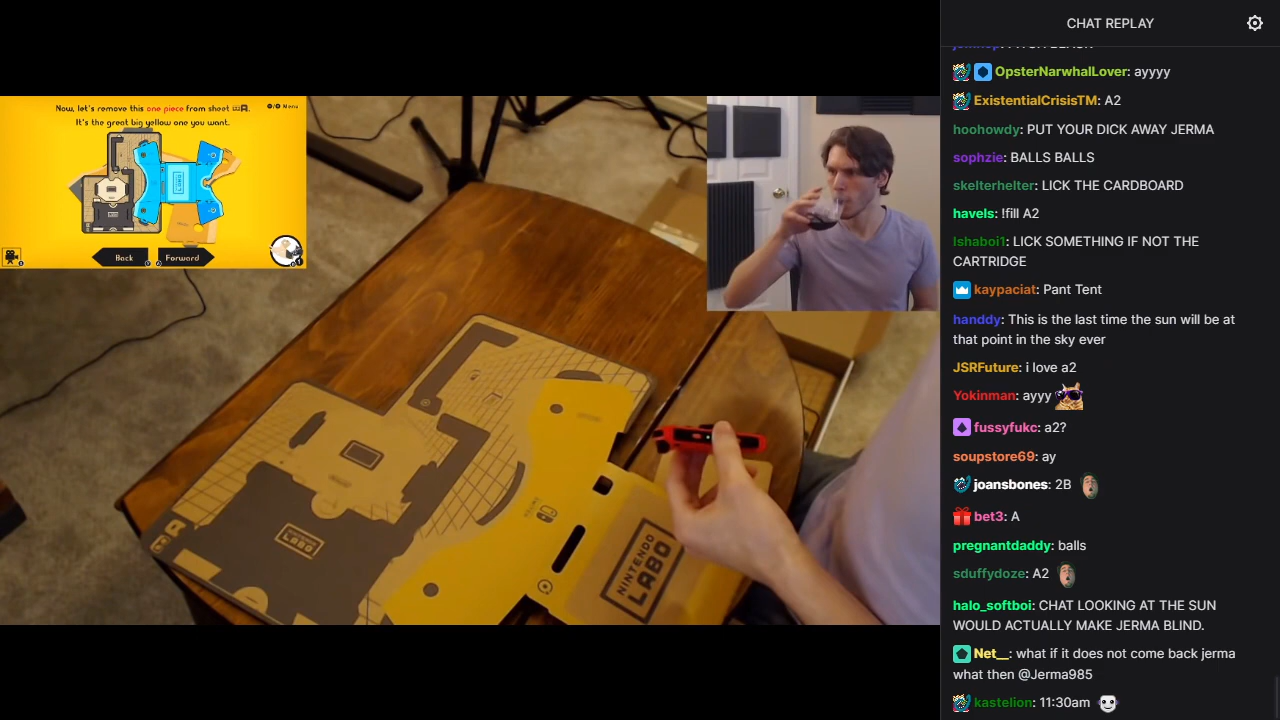 Now, let's remove this one piece from sheet A.
Menu
It's the great big yellow one you want.
Back
Forward
NINTENDO
LABO
NINTENDO
LABO
CHAT REPLAY
OpsterNarwhalLover: ayyyy
ExistentialCrisisTM: A2
hoohowdy: PUT YOUR DICK AWAY JERMA
sophzie: BALLS BALLS
skelterhelter: LICK THE CARDBOARD
havels: !fill A2
Ishaboi1: LICK SOMETHING IF NOT THE
CARTRIDGE
kaypaciat: Pant Tent
handdy: This is the last time the sun will be at
that point in the sky ever
JSRFuture: i love a2
Yokinman: ayyy
fussyfukc: a2?
soupstore69: ay
joansbones: 2B
bet3: A
pregnantdaddy: balls
sduffydoze: A2
halo_softboi: CHAT LOOKING AT THE SUN
WOULD ACTUALLY MAKE JERMA BLIND.
Net__: what if it does not come back jerma
what then @Jerma985
kastelion: 11:30am